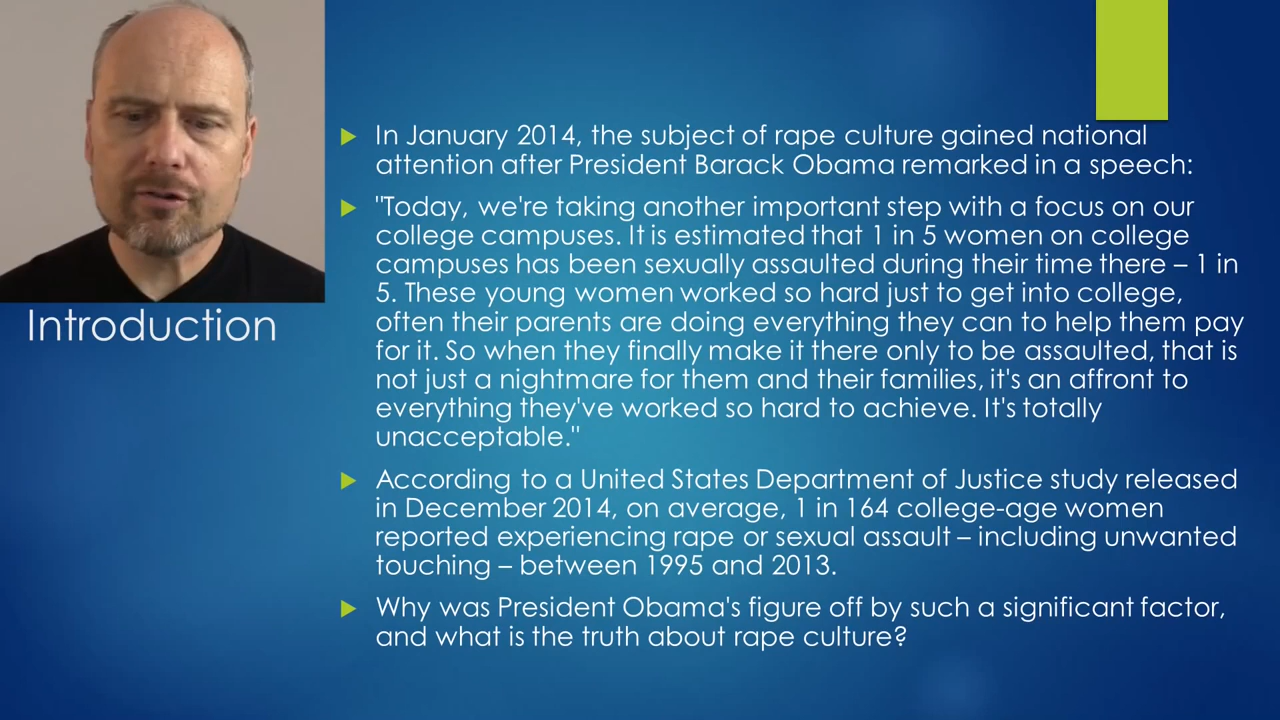 Introduction
In January 2014, the subject of rape culture gained national
attention after President Barack Obama remarked in a speech:
"Today, we're taking another important step with a focus on our
college campuses. It is estimated that 1 in 5 women on college
campuses has been sexually assaulted during their time there – 1 in
5. These young women worked so hard just to get into college,
often their parents are doing everything they can to help them pay
for it. So when they finally make it there only to be assaulted, that is
not just a nightmare for them and their families, it's an affront to
everything they've worked so hard to achieve. It's totally
unacceptable."
According to a United States Department of Justice study released
in December 2014, on average, 1 in 164 college-age women
reported experiencing rape or sexual assault – including unwanted
touching – between 1995 and 2013.
Why was President Obama's figure off by such a significant factor,
and what is the truth about rape culture?